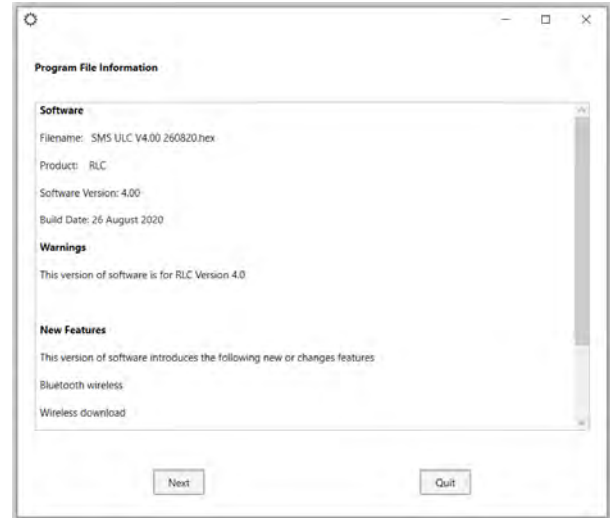 Program File Information
Software
Filename: SMS ULC V4.00 260820.hex
Product: RLC
Software Version: 4.00
Build Date: 26 August 2020
Warnings
This version of software is for RLC Version 4.0
New Features
This version of software introduces the following new or changes features
Bluetooth wireless
Wireless download
Next
Quit